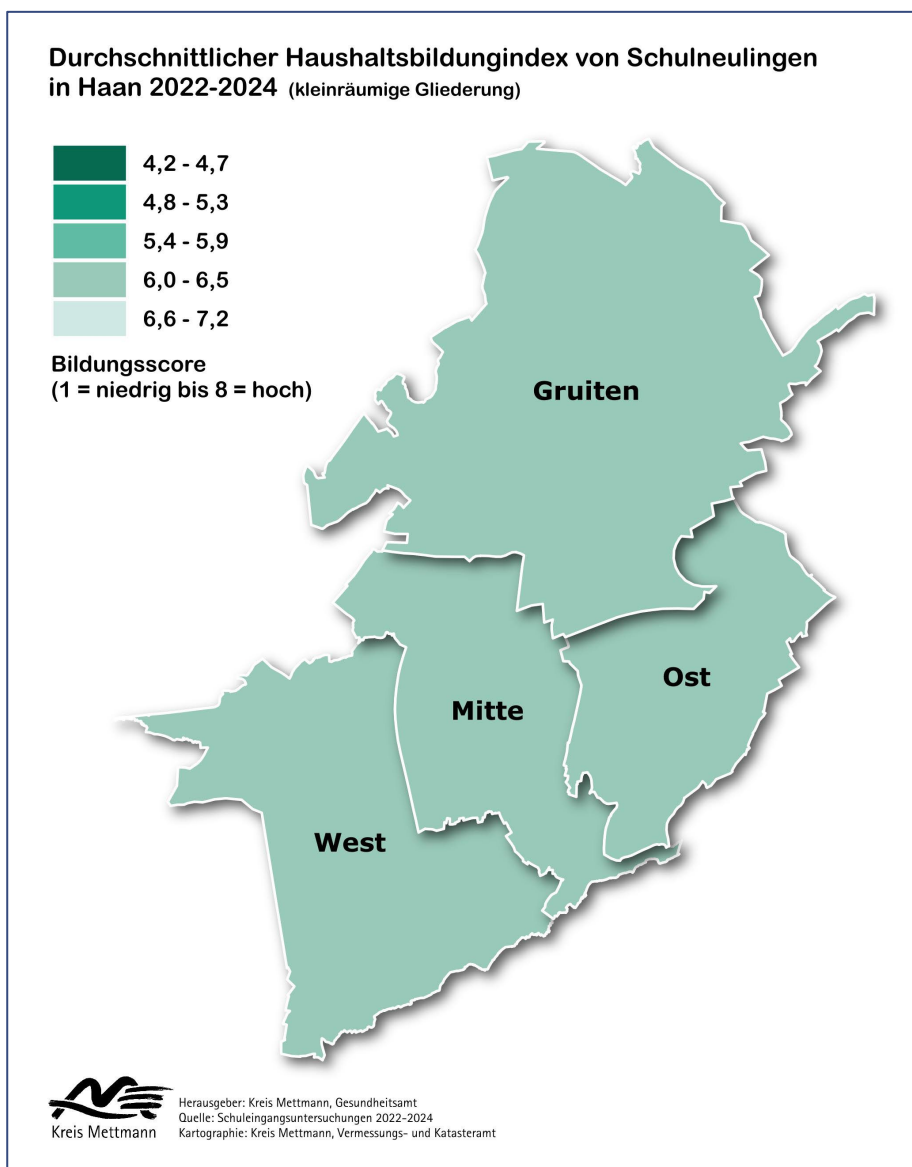 Durchschnittlicher Haushaltsbildungindex von Schulneulingen
in Haan 2022-2024 (kleinräumige Gliederung)
4,2 - 4,7
4,8 - 5,3
5,4 - 5,9
6,0 - 6,5
6,6 - 7,2
Bildungsscore
(1 = niedrig bis 8 = hoch)
Gruiten
Ost
Mitte
West
Kreis Mettmann
Herausgeber: Kreis Mettmann, Gesundheitsamt
Quelle: Schuleingangsuntersuchungen 2022-2024
Kartographie: Kreis Mettmann, Vermessungs- und Katasteramt